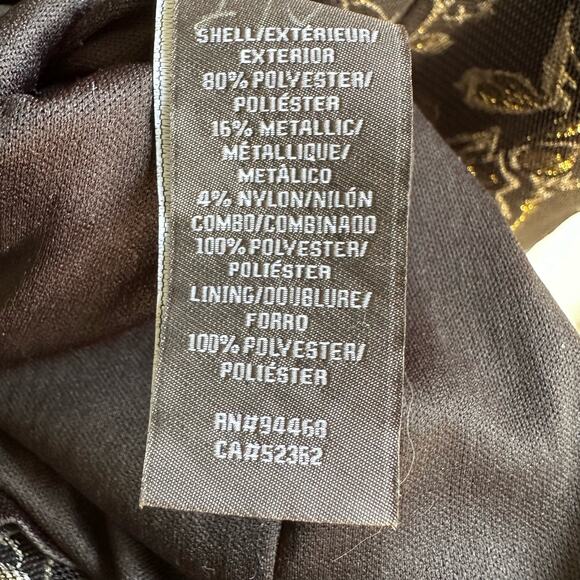 SHELL/EXTÉRIEUR/
EXTERIOR
80% POLYESTER/
POLIÉSTER
16% METALLIC/
MÉTALLIQUE/
METÁLICO
4% NYLON/NILÓN
COMBO/COMBINADO
100% POLYESTER/
POLIÉSTER
LINING/DOUBLURE/
FORRO
100% POLYESTER/
POLIÉSTER
RN#94468
CA#52362